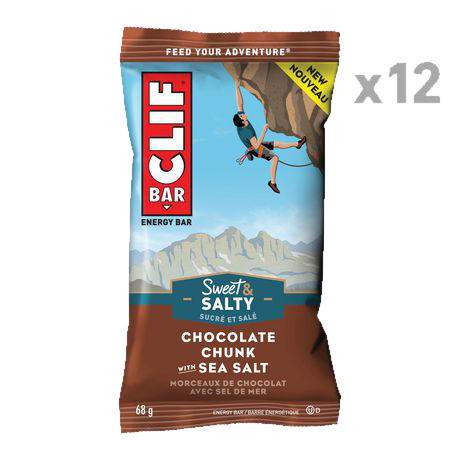 FEED YOUR ADVENTURE®
NEW
NOUVEAU
x12
CLIF
BAR
ENERGY BAR
Sweet &
SALTY
SUCRÉ ET SALÉ
CHOCOLATE
CHUNK
WITH SEA SALT
MORCEAUX DE CHOCOLAT
AVEC SEL DE MER
68 g
ENERGY BAR / BARRE ÉNERGÉTIQUE
U D